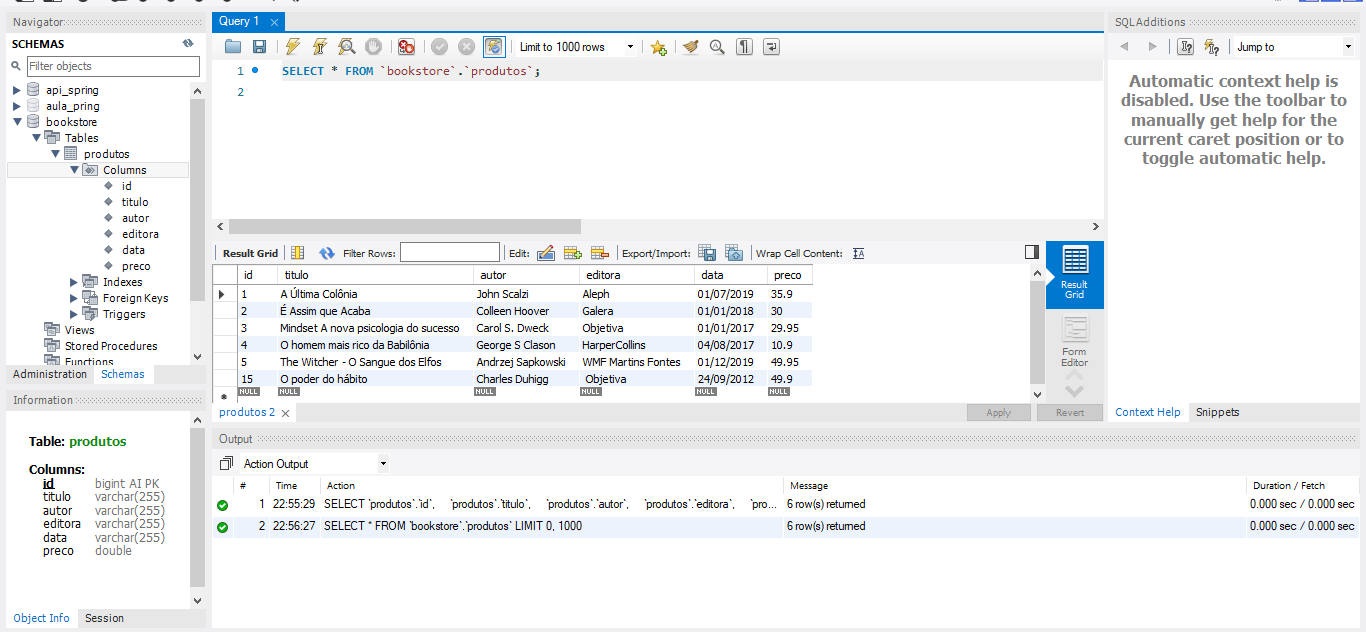 Navigator
SCHEMAS
Filter objects
api_spring
aula_pring
bookstore
Tables
produtos
Columns
id
titulo
autor
editora
data
preco
Indexes
Foreign Keys
Triggers
Views
Stored Procedures
Functions
Administration Schemas
Information
Table: produtos
Columns:
id bigint AI PK
titulo varchar(255)
autor varchar(255)
editora varchar(255)
data varchar(255)
preco double
Object Info Session
Query 1
Limit to 1000 rows
1 SELECT * FROM `bookstore`.`produtos`;
2
Result Grid Filter Rows: Edit: Export/Import: Wrap Cell Content:
id titulo autor editora data preco
1 A Última Colônia John Scalzi Aleph 01/07/2019 35.9
2 É Assim que Acaba Colleen Hoover Galera 01/01/2018 30
3 Mindset A nova psicologia do sucesso Carol S. Dweck Objetiva 01/01/2017 29.95
4 O homem mais rico da Babilônia George S Clason HarperCollins 04/08/2017 10.9
5 The Witcher - O Sangue dos Elfos Andrzej Sapkowski WMF Martins Fontes 01/12/2019 49.95
15 O poder do hábito Charles Duhigg Objetiva 24/09/2012 49.9
NULL NULL NULL NULL NULL NULL
Result
Grid
Form
Editor
produtos 2 Apply Revert
SQLAdditions
Jump to
Automatic context help is
disabled. Use the toolbar to
manually get help for the
current caret position or to
toggle automatic help.
Context Help Snippets
Output
Action Output
# Time Action Message Duration / Fetch
1 22:55:29 SELECT `produtos`.`id`, `produtos`.`titulo`, `produtos`.`autor`, `produtos`.`editora`, `pro... 6 row(s) returned 0.000 sec / 0.000 sec
2 22:56:27 SELECT * FROM `bookstore`.`produtos` LIMIT 0, 1000 6 row(s) returned 0.000 sec / 0.000 sec